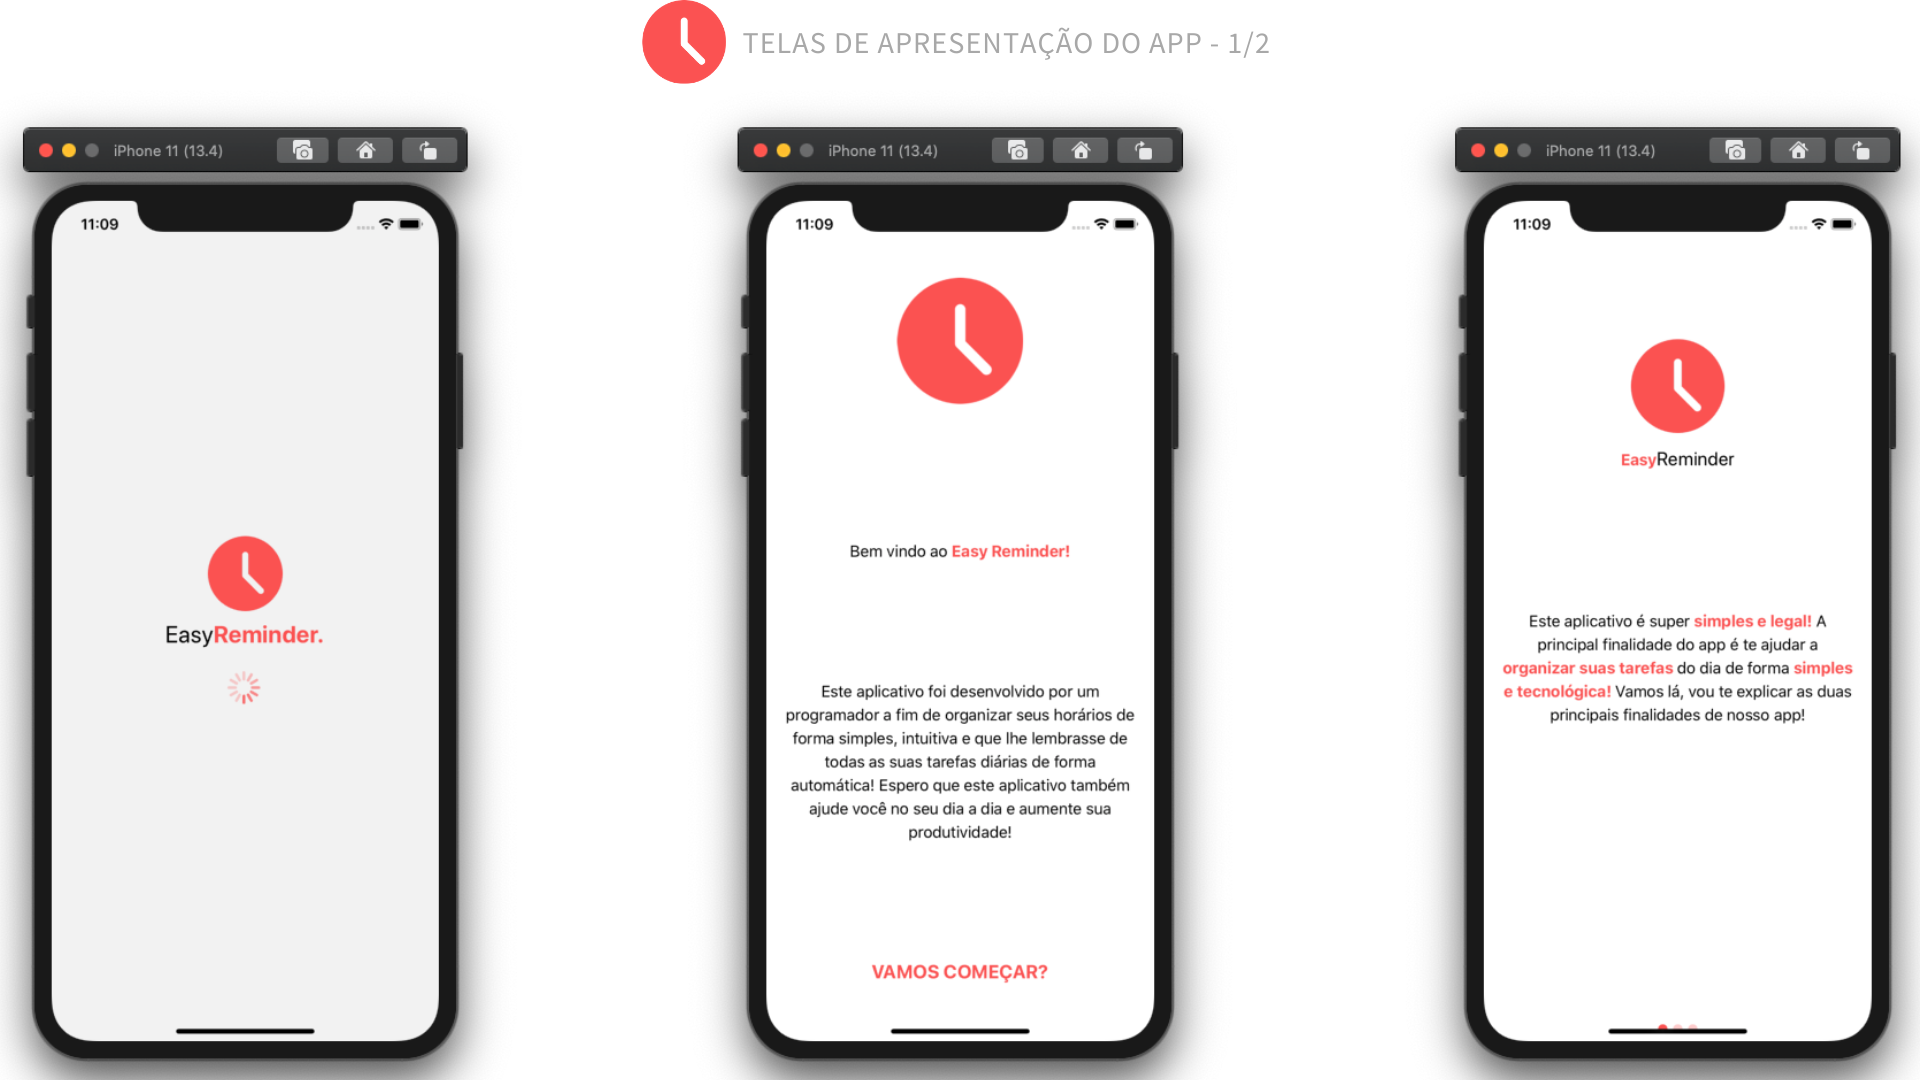 TELAS DE APRESENTAÇÃO DO APP - 1/2
iPhone 11 (13.4)
11:09
EasyReminder.
iPhone 11 (13.4)
11:09
Bem vindo ao Easy Reminder!
Este aplicativo foi desenvolvido por um
programador a fim de organizar seus horários de
forma simples, intuitiva e que lhe lembrasse de
todas as suas tarefas diárias de forma
automática! Espero que este aplicativo também
ajude você no seu dia a dia e aumente sua
produtividade!
VAMOS COMEÇAR?
iPhone 11 (13.4)
11:09
EasyReminder
Este aplicativo é super simples e legal! A
principal finalidade do app é te ajudar a
organizar suas tarefas do dia de forma simples
e tecnológica! Vamos lá, vou te explicar as duas
principais finalidades de nosso app!